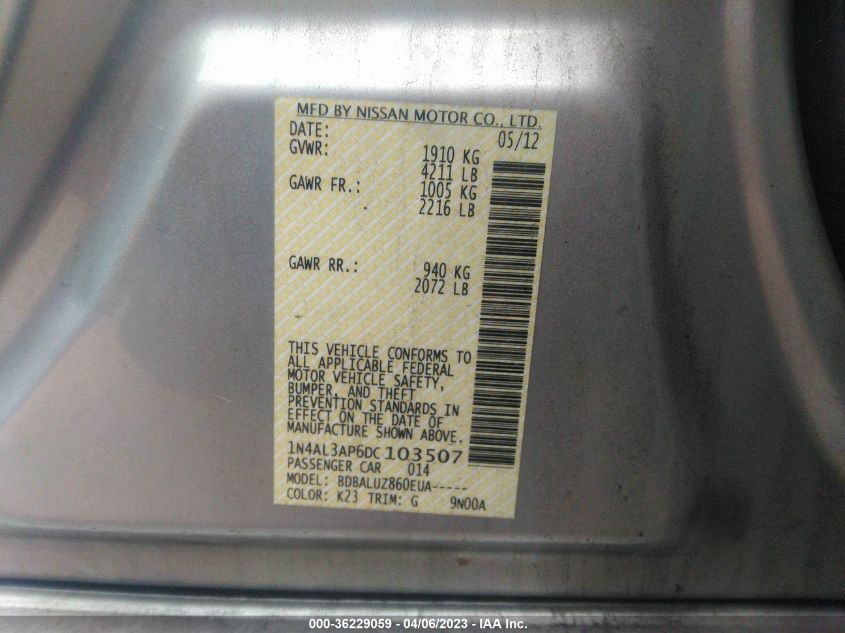 MFD BY NISSAN MOTOR CO., LTD.
DATE: 05/12
GVWR: 1910 KG
4211 LB
GAWR FR.: 1005 KG
2216 LB
GAWR RR.: 940 KG
2072 LB
THIS VEHICLE CONFORMS TO
ALL APPLICABLE FEDERAL
MOTOR VEHICLE SAFETY,
BUMPER, AND THEFT
PREVENTION STANDARDS IN
EFFECT ON THE DATE OF
MANUFACTURE SHOWN ABOVE.
1N4AL3AP6DC103507
PASSENGER CAR 014
MODEL: BDBALUZ860EUA-----
COLOR: K23 TRIM: G 9N00A
000-36229059 - 04/06/2023 - IAA Inc.